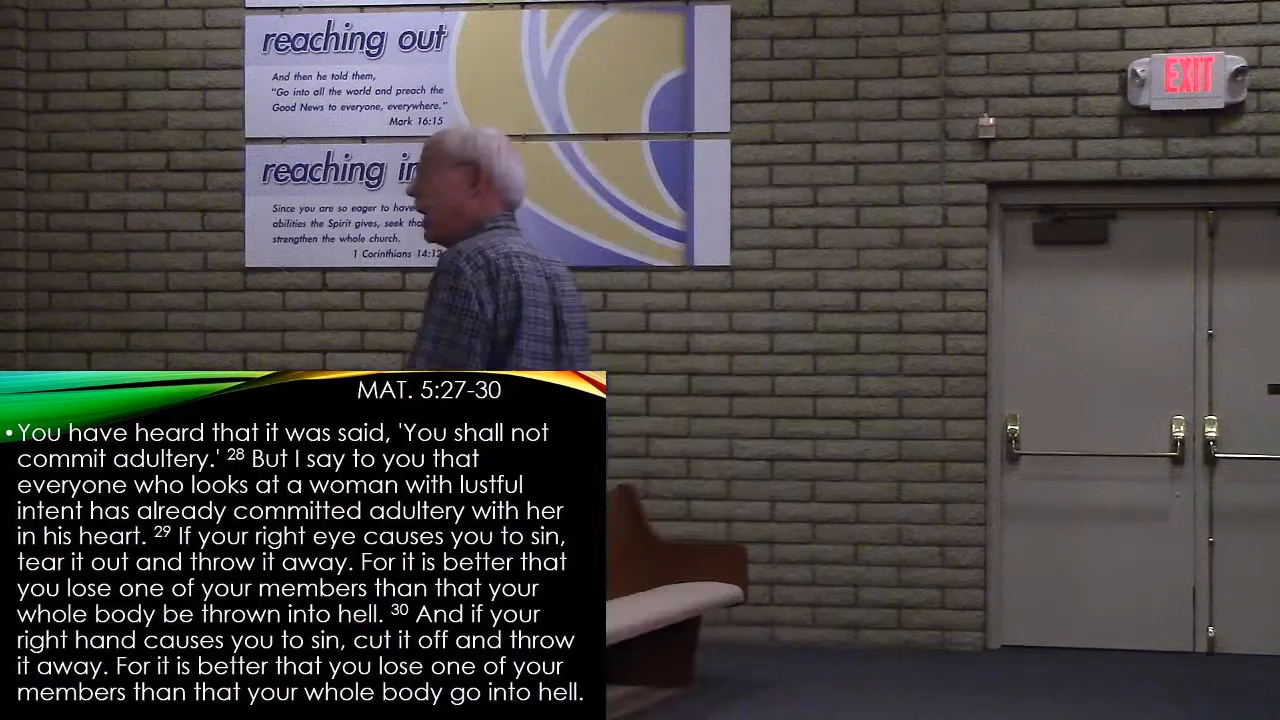 reaching out
And then he told them,
"Go into all the world and preach the
Good News to everyone, everywhere."
Mark 16:15
EXIT
reaching
Since you are so eager to have
abilities the Spirit gives, seek
strengthen the whole church.
1 Corinthians 14:12
MAT. 5:27-30
•You have heard that it was said, 'You shall not
commit adultery.' 28 But I say to you that
everyone who looks at a woman with lustful
intent has already committed adultery with her
in his heart. 29 If your right eye causes you to sin,
tear it out and throw it away. For it is better that
you lose one of your members than that your
whole body be thrown into hell. 30 And if your
right hand causes you to sin, cut it off and throw
it away. For it is better that you lose one of your
members than that your whole body go into hell.